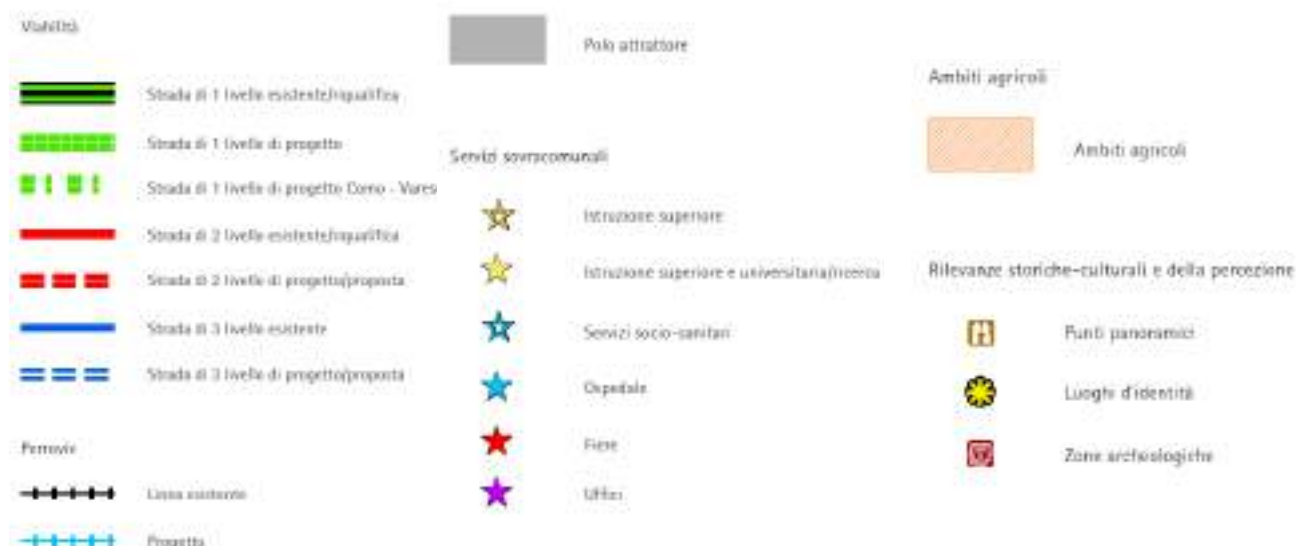 Viabilità
Strada di 1 livello esistente/riqualifica
Strada di 1 livello di progetto
Strada di 1 livello di progetto Como - Vares
Strada di 2 livello esistente/riqualifica
Strada di 2 livello di progetto/proposta
Strada di 3 livello esistente
Strada di 3 livello di progetto/proposta
Ferrovie
Linea esistente
Progetto
Polo attrattore
Servizi sovracomunali
Istruzione superiore
Istruzione superiore e universitaria/ricerca
Servizi socio-sanitari
Ospedale
Fiere
Uffici
Ambiti agricoli
Ambiti agricoli
Rilevanze storiche-culturali e della percezione
Punti panoramici
Luoghi d'identità
Zone archeologiche